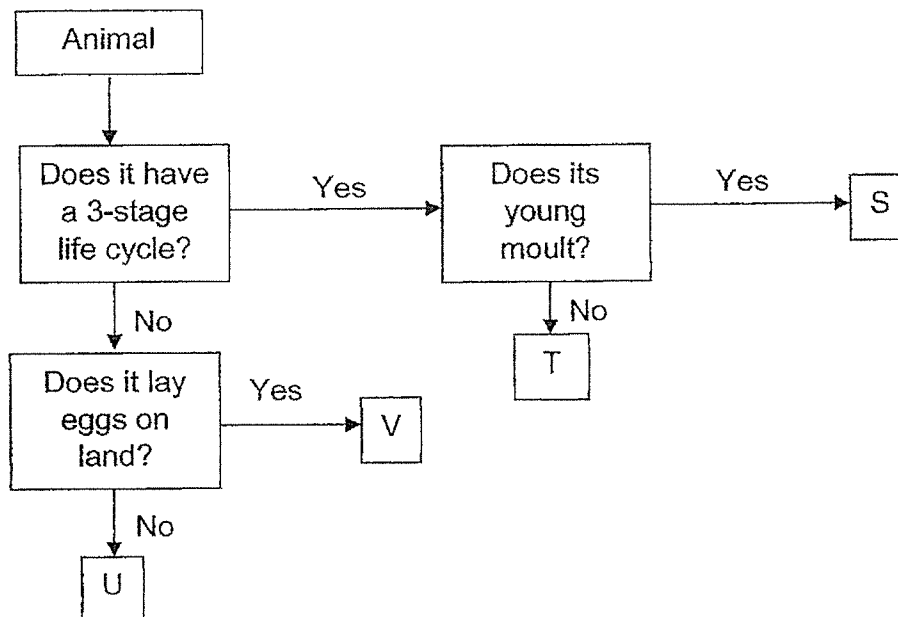 Animal
Does it have
a 3-stage
life cycle?
Yes
Does its
young
moult?
Yes
S
No
T
No
Does it lay
eggs on
land?
Yes
V
No
U